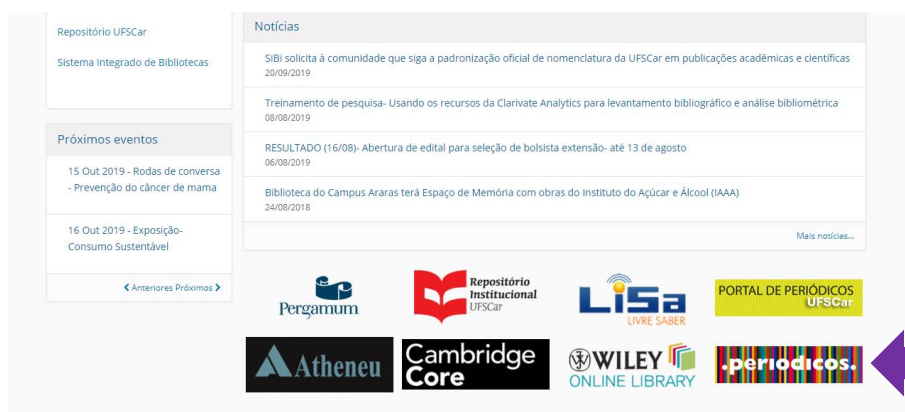 Repositório UFSCar
Sistema Integrado de Bibliotecas
Próximos eventos
15 Out 2019 - Rodas de conversa
- Prevenção do câncer de mama
16 Out 2019 - Exposição-
Consumo Sustentável
Anteriores Próximos
Notícias
SIBi solicita à comunidade que siga a padronização oficial de nomenclatura da UFSCar em publicações acadêmicas e científicas
20/09/2019
Treinamento de pesquisa- Usando os recursos da Clarivate Analytics para levantamento bibliográfico e análise bibliométrica
08/08/2019
RESULTADO (16/08)- Abertura de edital para seleção de bolsista extensão- até 13 de agosto
06/08/2019
Biblioteca do Campus Araras terá Espaço de Memória com obras do Instituto do Açúcar e Álcool (IAAA)
24/08/2018
Mais notícias...
Pergamum
Repositório
Institucional
UFSCar
LiSa
LIVRE SABER
PORTAL DE PERIÓDICOS
UFSCar
Atheneu
Cambridge
Core
WILEY
ONLINE LIBRARY
.periodicos.